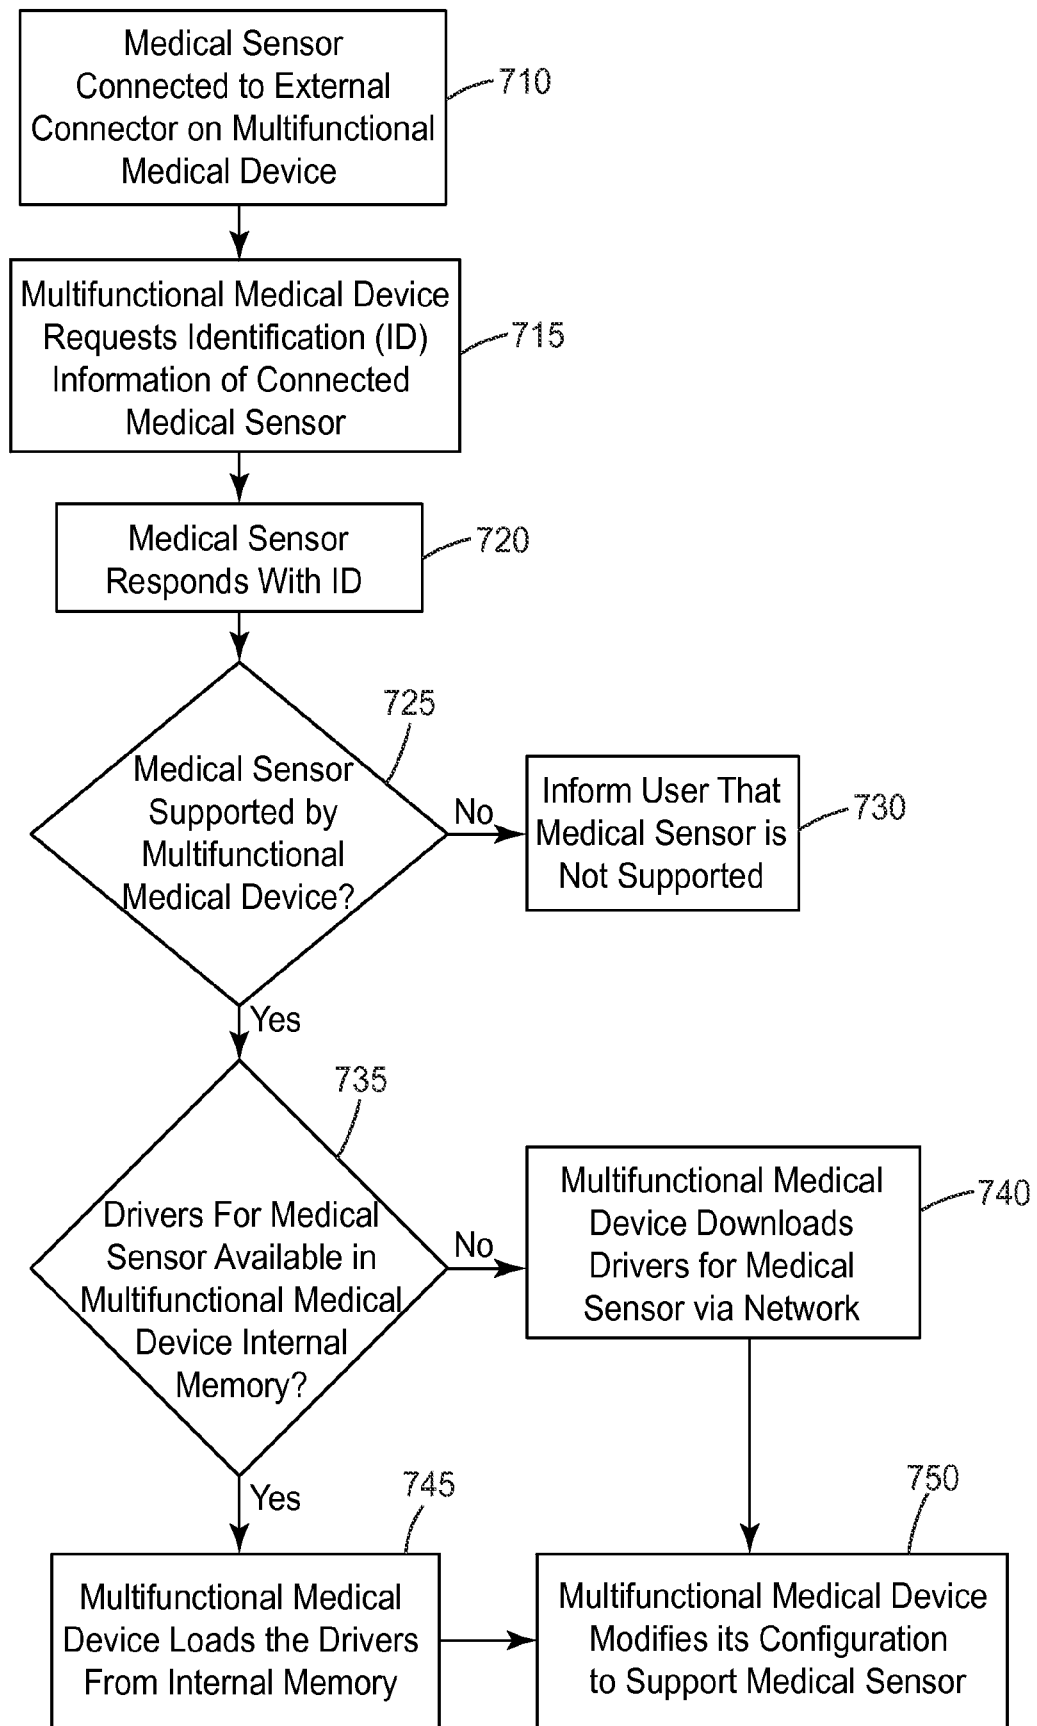 Medical Sensor
Connected to External
Connector on Multifunctional
Medical Device
710
Multifunctional Medical Device
Requests Identification (ID)
Information of Connected
Medical Sensor
715
Medical Sensor
Responds With ID
720
725
Medical Sensor
Supported by
Multifunctional
Medical Device?
No
Inform User That
Medical Sensor is
Not Supported
730
Yes
735
Drivers For Medical
Sensor Available in
Multifunctional Medical
Device Internal
Memory?
No
Multifunctional Medical
Device Downloads
Drivers for Medical
Sensor via Network
740
Yes
745
Multifunctional Medical
Device Loads the Drivers
From Internal Memory
750
Multifunctional Medical Device
Modifies its Configuration
to Support Medical Sensor